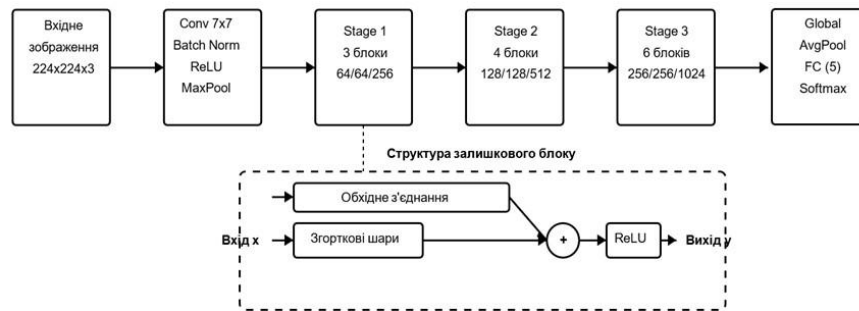 Вхідне
зображення
224x224x3
Conv 7x7
Batch Norm
ReLU
MaxPool
Stage 1
3 блоки
64/64/256
Stage 2
4 блоки
128/128/512
Stage 3
6 блоків
256/256/1024
Global
AvgPool
FC (5)
Softmax
Структура залишкового блоку
Обхідне з'єднання
Вхід x
Згорткові шари
+
ReLU
Вихід y